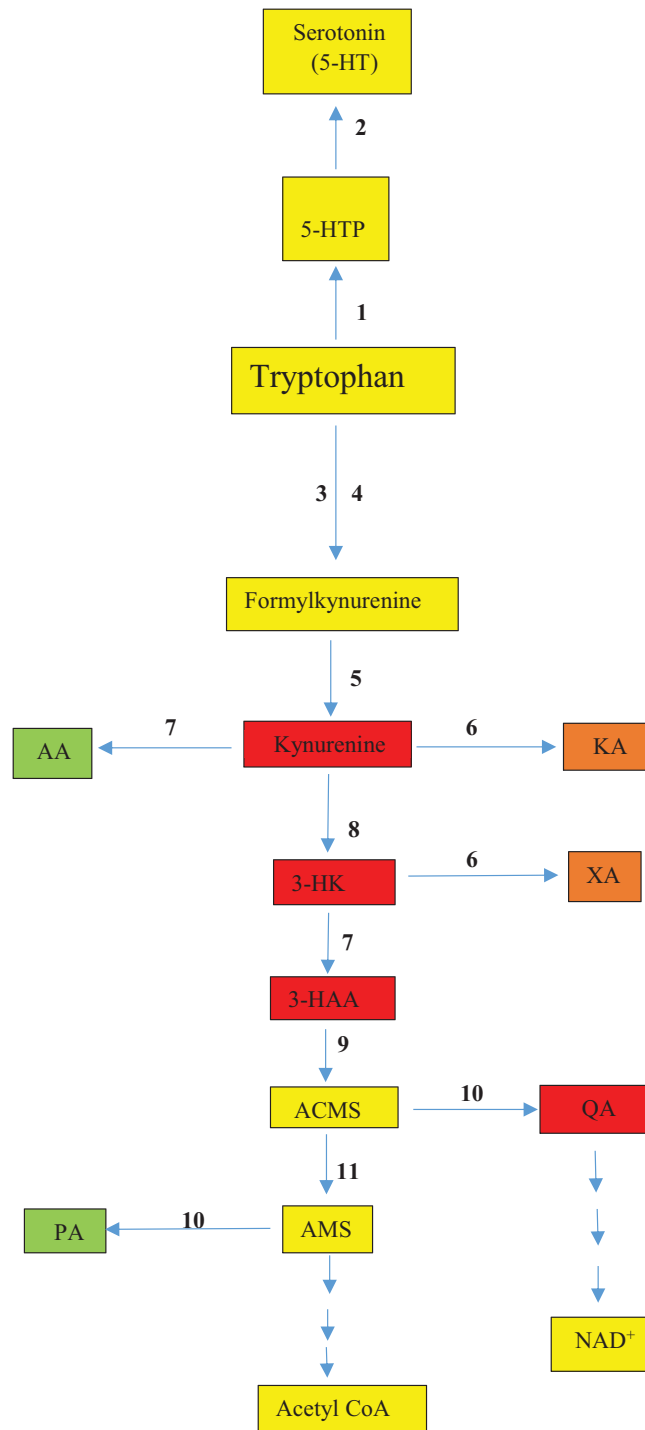 Serotonin
(5-HT)
2
5-HTP
1
Tryptophan
3 4
Formylkynurenine
5
AA
7
Kynurenine
6
KA
8
3-HK
6
XA
7
3-HAA
9
ACMS
10
QA
11
PA
10
AMS
NAD+
Acetyl CoA